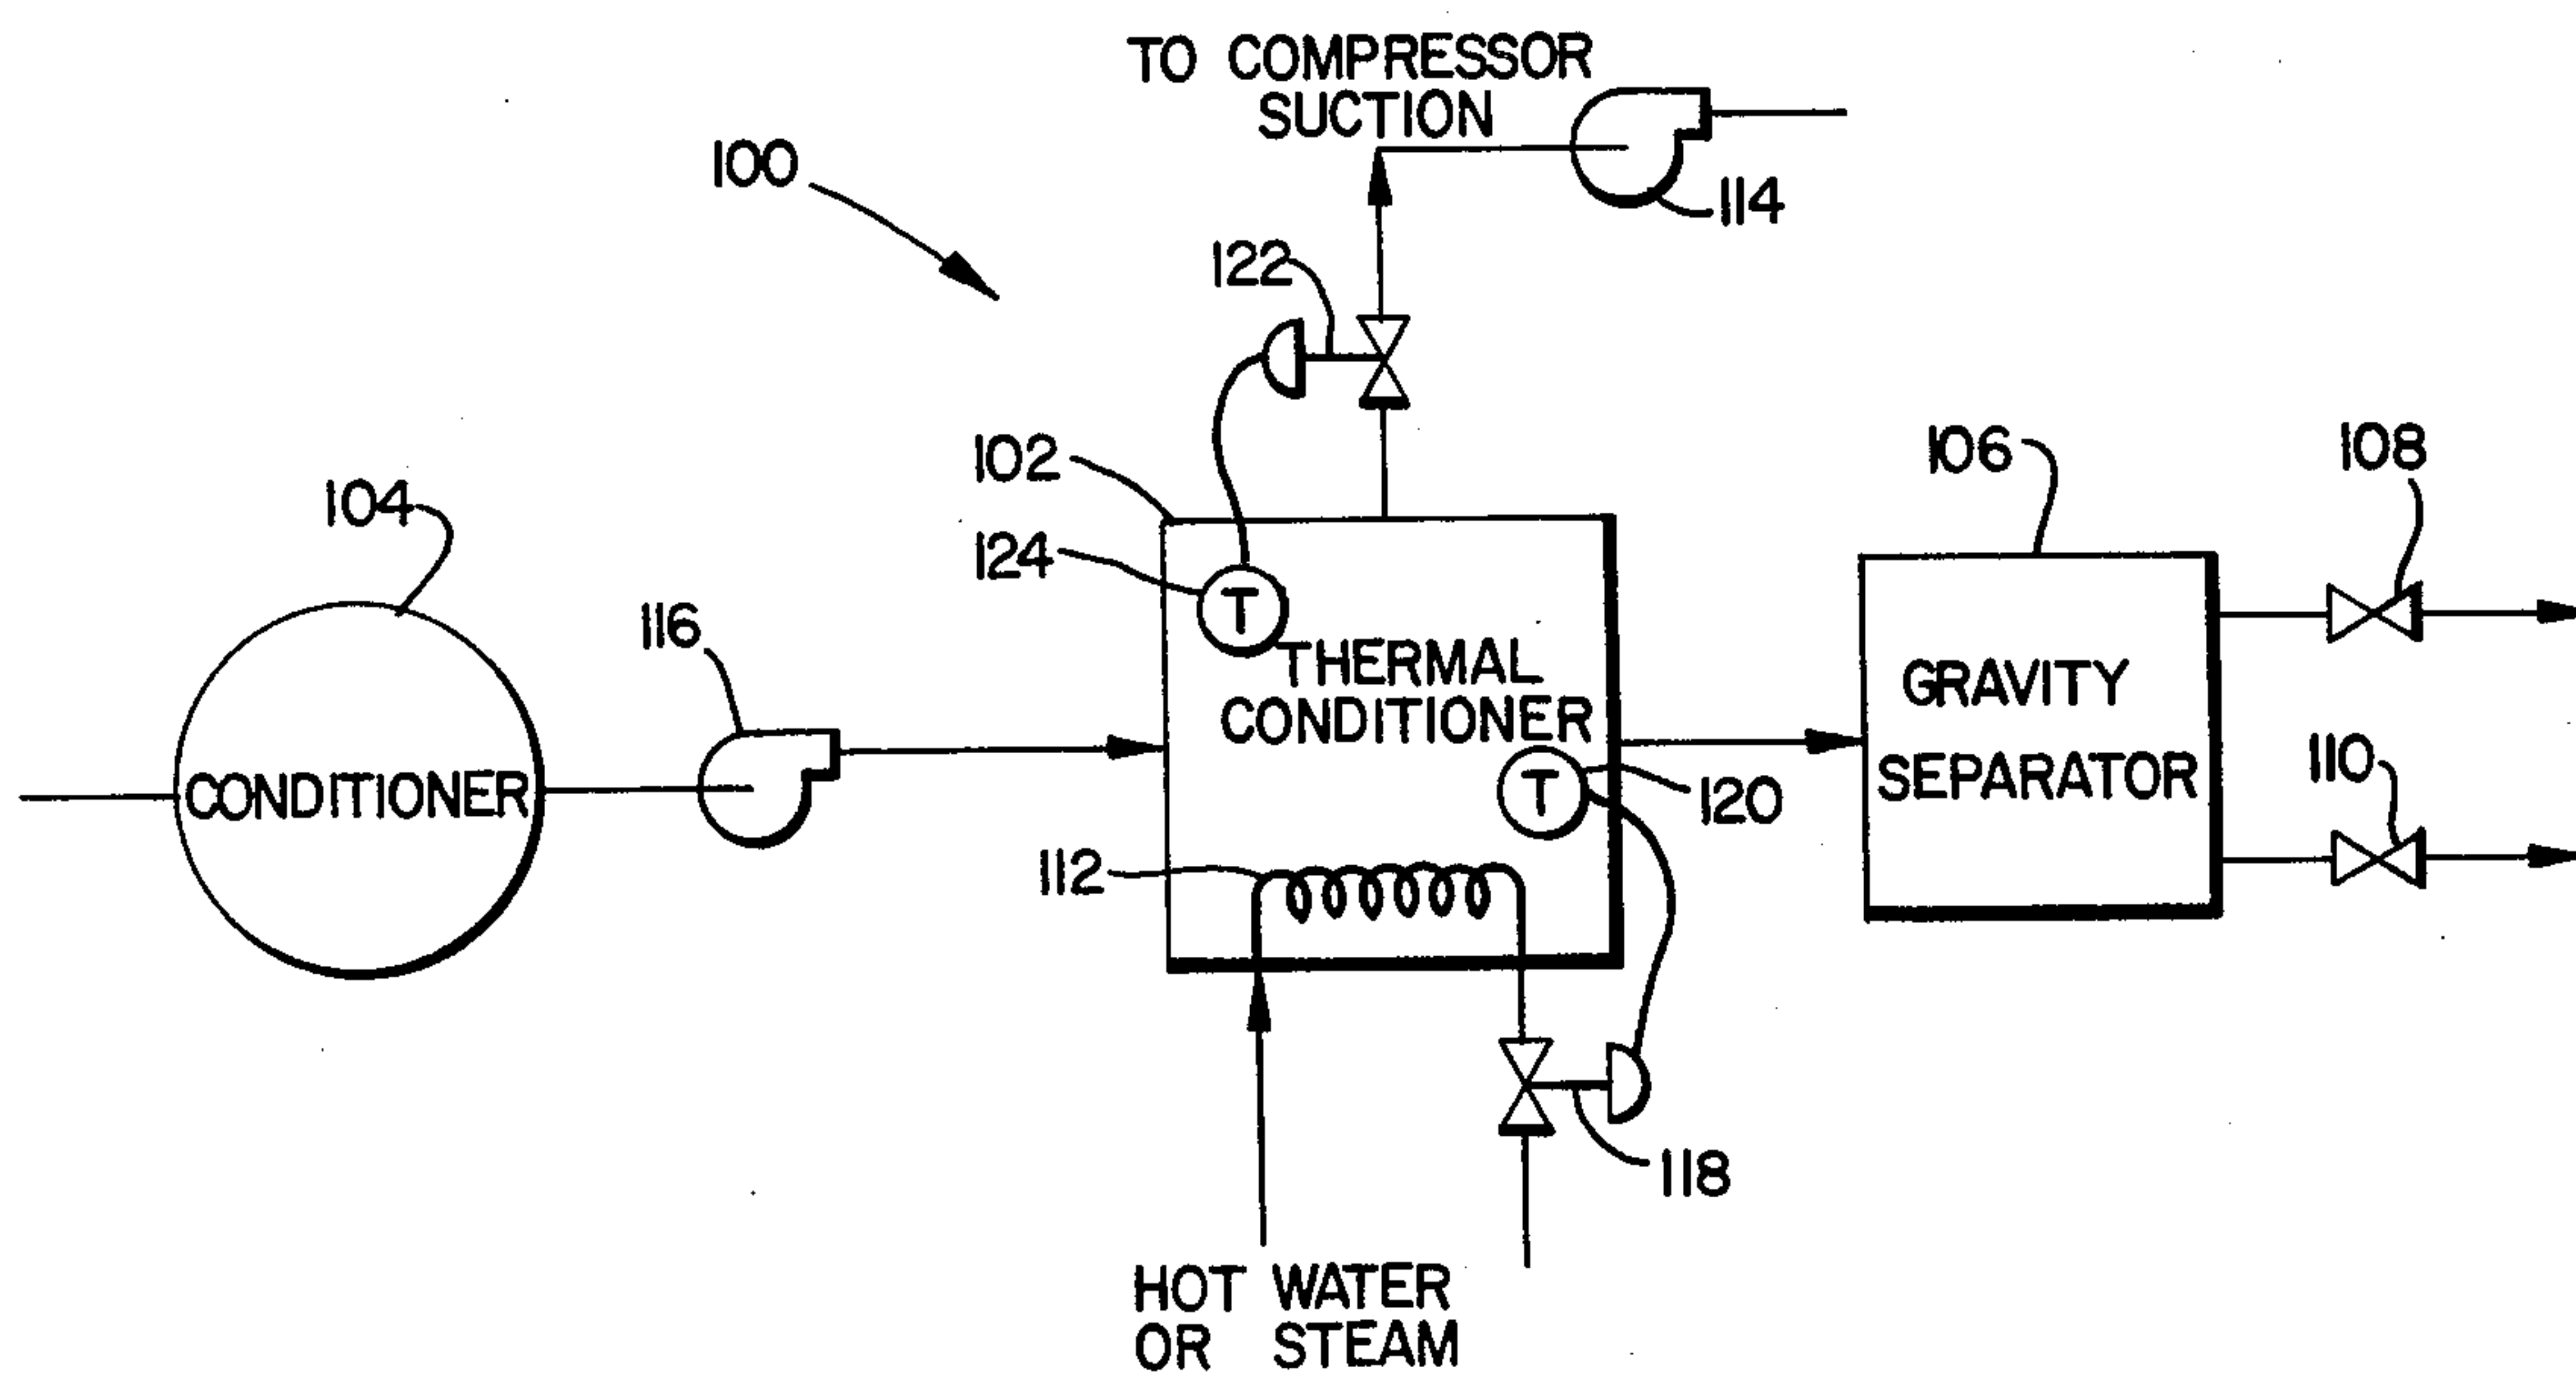 TO COMPRESSOR
SUCTION
100
114
122
102
106
108
104
124
T
116
THERMAL
CONDITIONER
GRAVITY
SEPARATOR
110
CONDITIONER
T
120
112
118
HOT WATER
OR STEAM